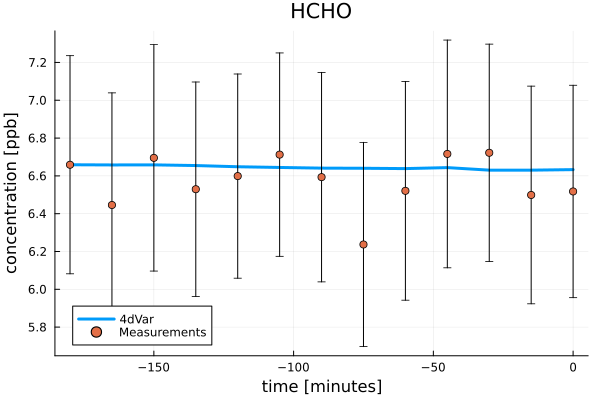 HCHO
concentration [ppb]
7.2
7.0
6.8
6.6
6.4
6.2
6.0
5.8
4dVar
Measurements
−150
−100
−50
0
time [minutes]